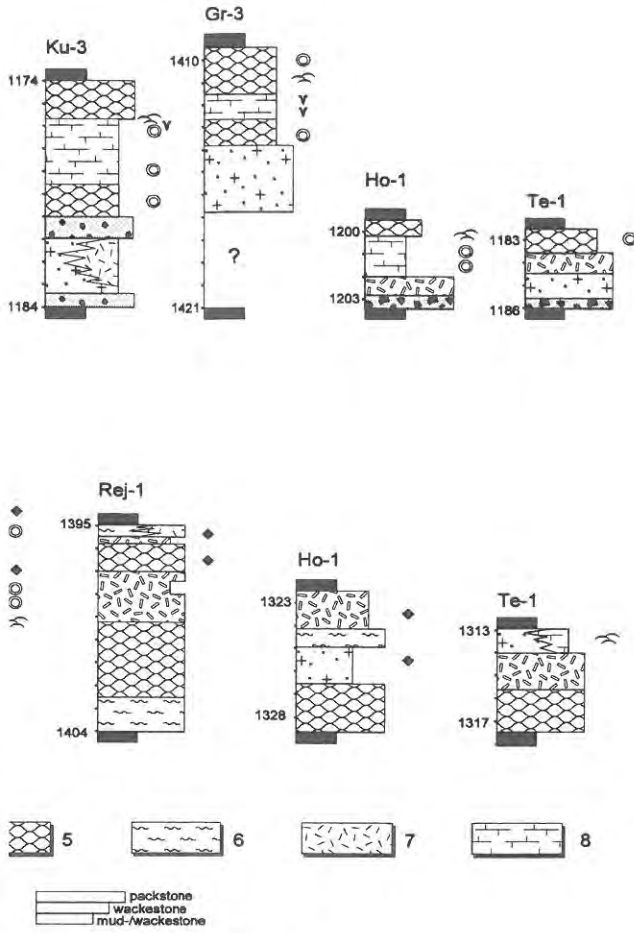 Gr-3
Ku-3
1410
1174
v
v
v
Ho-1
Te-1
1200
1183
?
1203
1186
1184
1421
Rej-1
1395
Ho-1
1323
Te-1
1313
1328
1317
1404
5
6
7
8
packstone
wackestone
mud-/wackestone